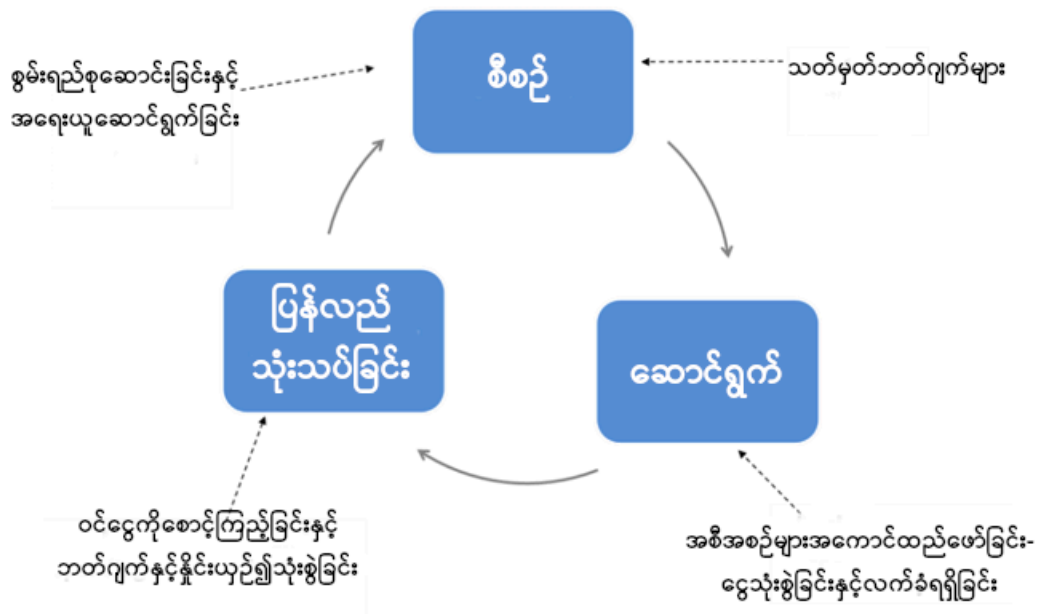 စီစဉ်
စွမ်းရည်စုဆောင်းခြင်းနှင့်
အရေးယူဆောင်ရွက်ခြင်း
သတ်မှတ်ဘတ်ဂျက်များ
ပြန်လည်
သုံးသပ်ခြင်း
ဆောင်ရွက်
ဝင်ငွေကိုစောင့်ကြည့်ခြင်းနှင့်
ဘတ်ဂျက်နှင့်နှိုင်းယှဉ်၍သုံးစွဲခြင်း
အစီအစဉ်များအကောင်ထည်ဖော်ခြင်း-
ငွေသုံးစွဲခြင်းနှင့်လက်ခံရရှိခြင်း